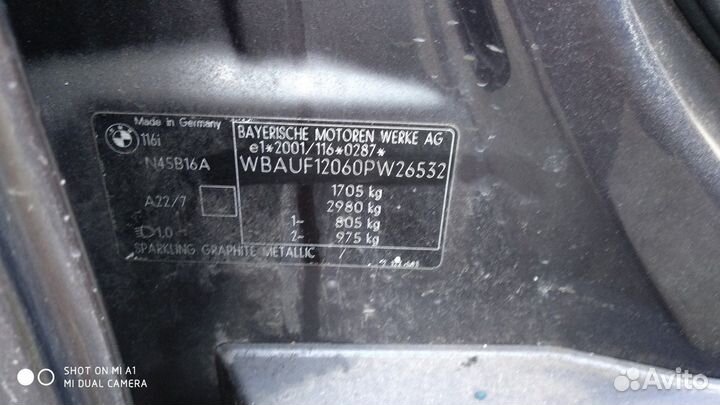 Made in Germany
116i
N45B16A
A22/7
1.0
SPARKLING GRAPHITE METALLIC /
BAYERISCHE MOTOREN WERKE AG
e1*2001/116*0287*
WBAUF12060PW26532
1705 kg
2980 kg
1- 805 kg
2- 975 kg
SHOT ON MI A1
MI DUAL CAMERA
Avito